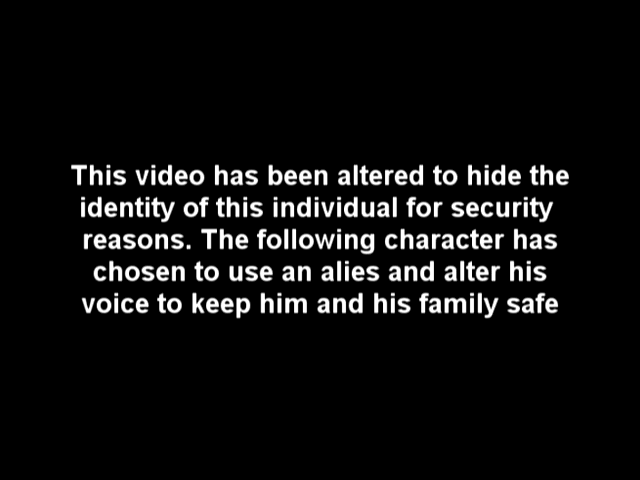 This video has been altered to hide the
identity of this individual for security
reasons. The following character has
chosen to use an alies and alter his
voice to keep him and his family safe